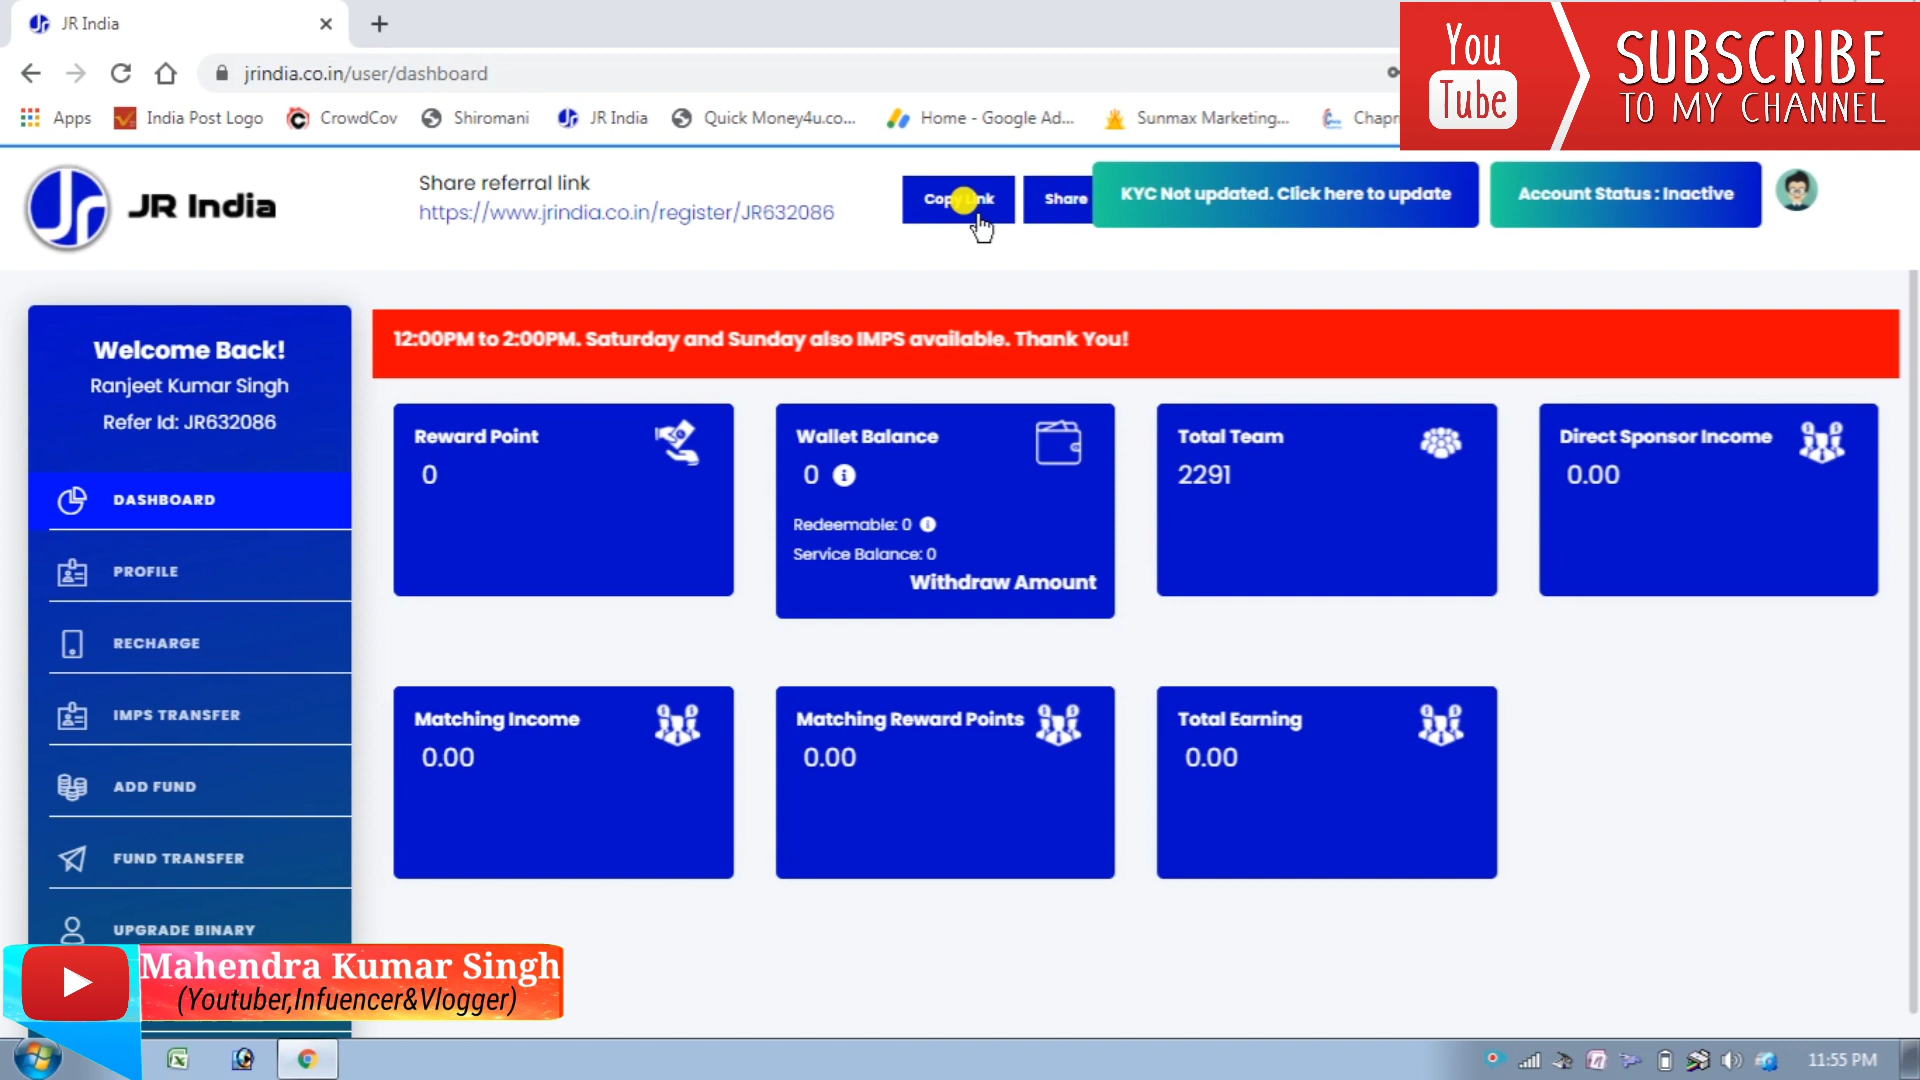 JR India
You Tube
SUBSCRIBE
TO MY CHANNEL
jrindia.co.in/user/dashboard
Apps India Post Logo CrowdCov Shiromani JR India Quick Money4u.co... Home - Google Ad... Sunmax Marketing...
JR India
Share referral link
https://www.jrindia.co.in/register/JR632086
Share
KYC Not updated. Click here to update
Account Status : Inactive
Welcome Back!
Ranjeet Kumar Singh
Refer Id: JR632086
12:00PM to 2:00PM. Saturday and Sunday also IMPS available. Thank You!
Reward Point
0
Wallet Balance
0
Redeemable: 0
Service Balance: 0
Withdraw Amount
Total Team
2291
Direct Sponsor Income
0.00
DASHBOARD
PROFILE
RECHARGE
IMPS TRANSFER
ADD FUND
FUND TRANSFER
UPGRADE BINARY
Matching Income
0.00
Matching Reward Points
0.00
Total Earning
0.00
Mahendra Kumar Singh
(Youtuber,Infuencer&Vlogger)
11:55 PM